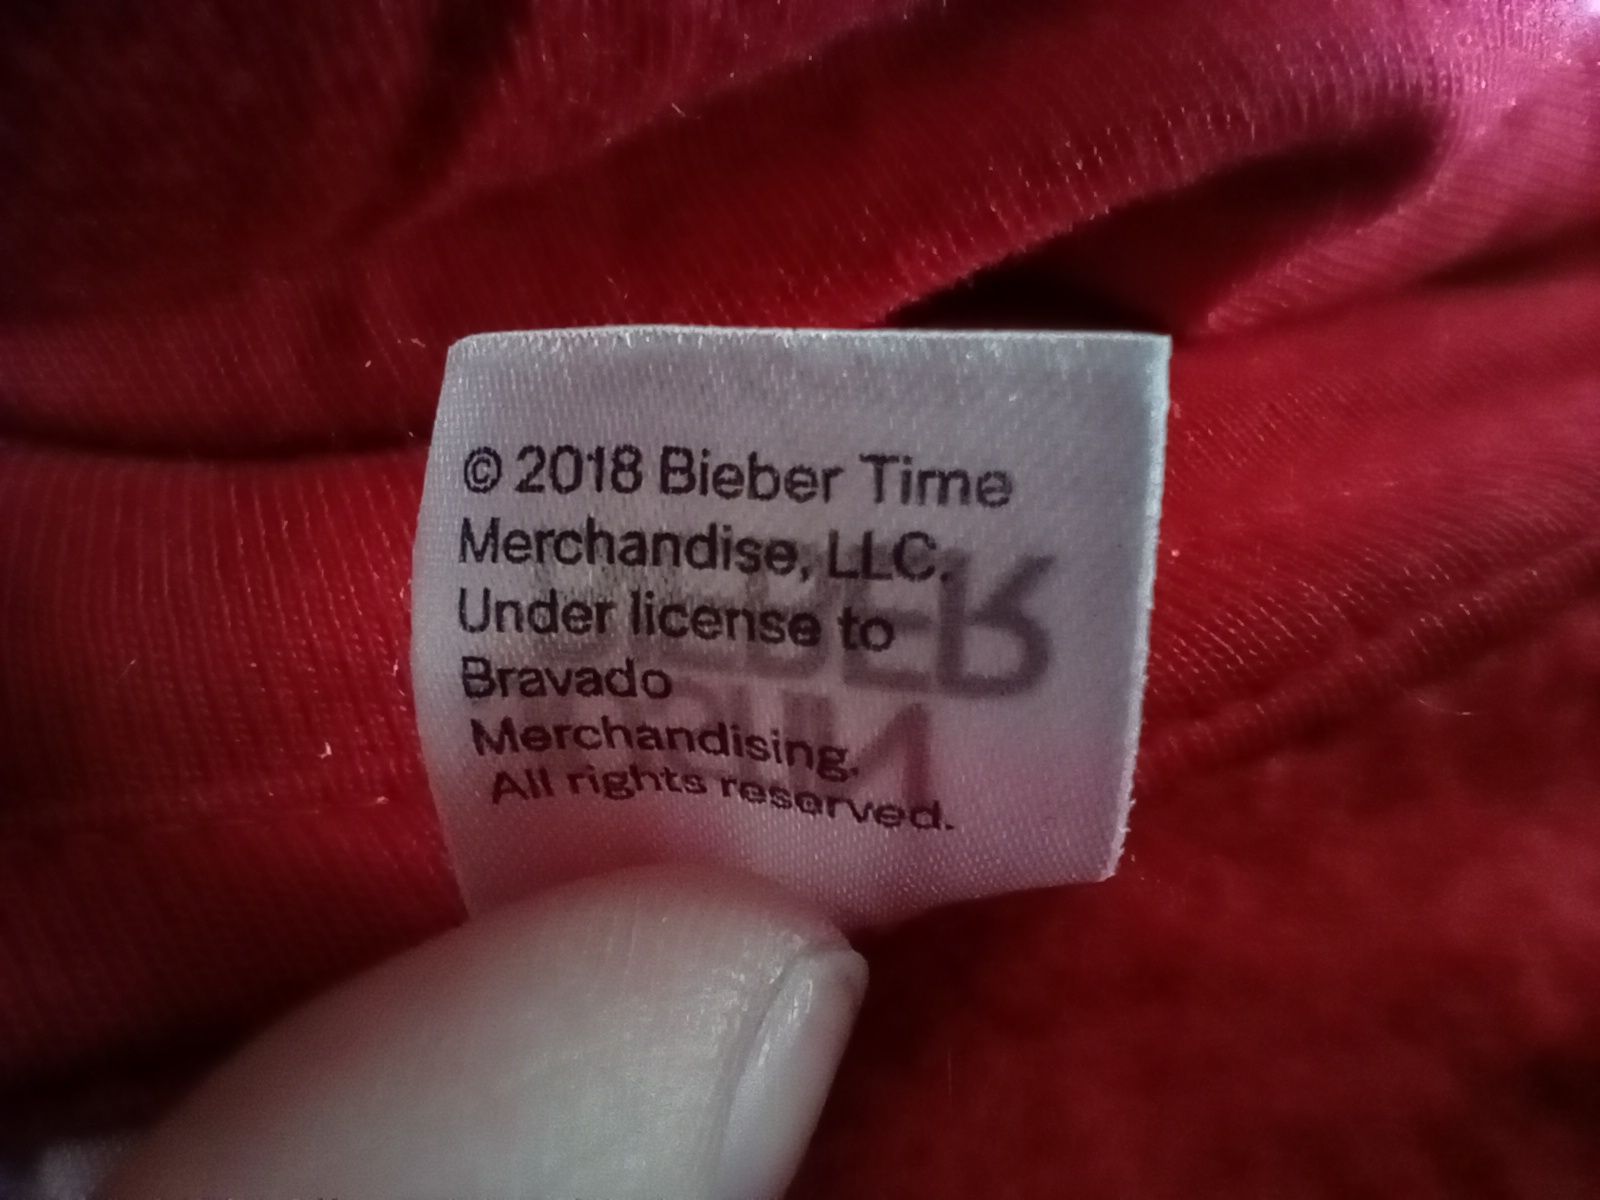 © 2018 Bieber Time
Merchandise, LLC.
Under license to
Bravado
Merchandising.
All rights reserved.